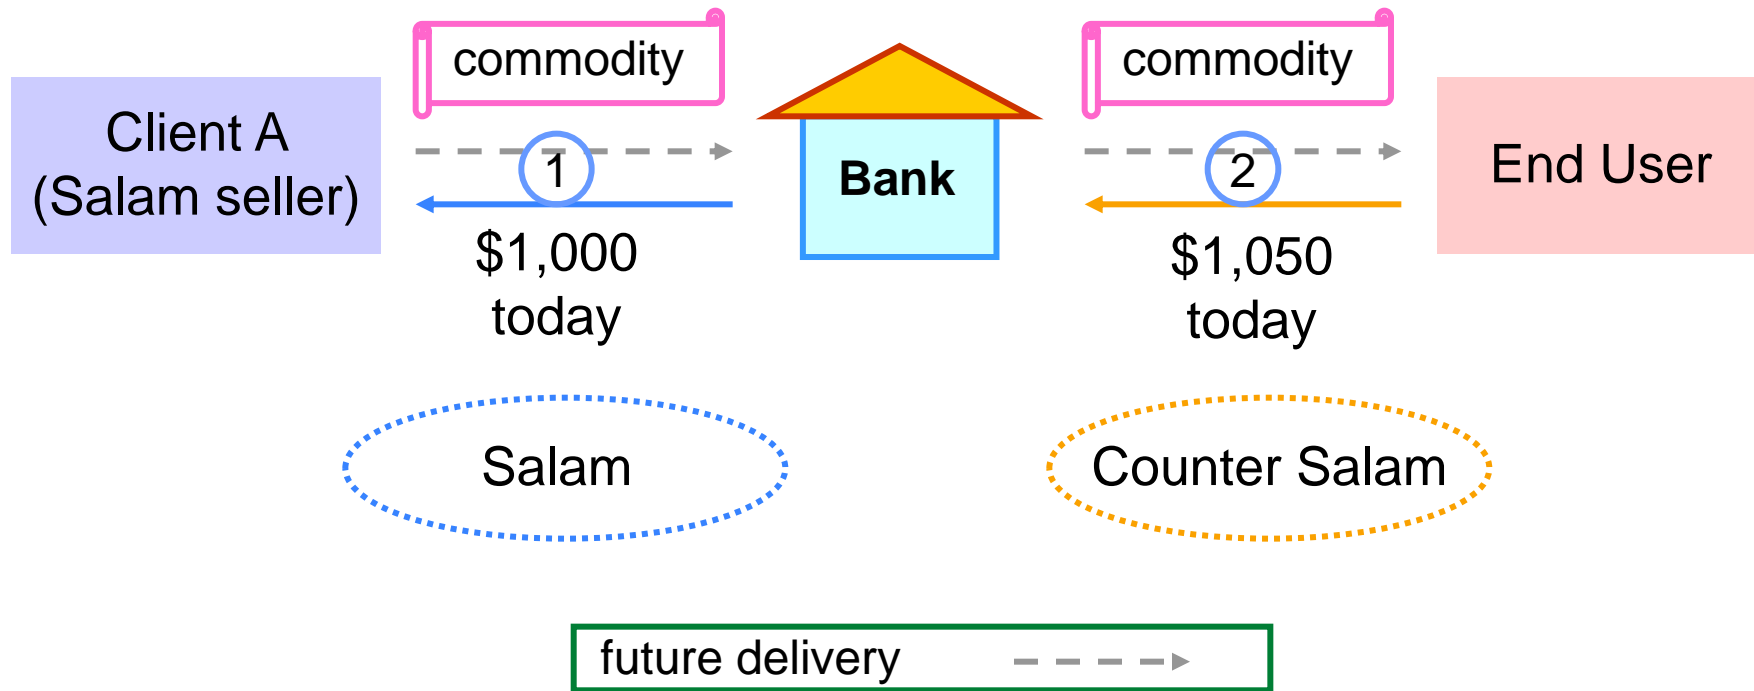 commodity
commodity
Client A
(Salam seller)
1
Bank
2
End User
$1,000
today
$1,050
today
Salam
Counter Salam
future delivery